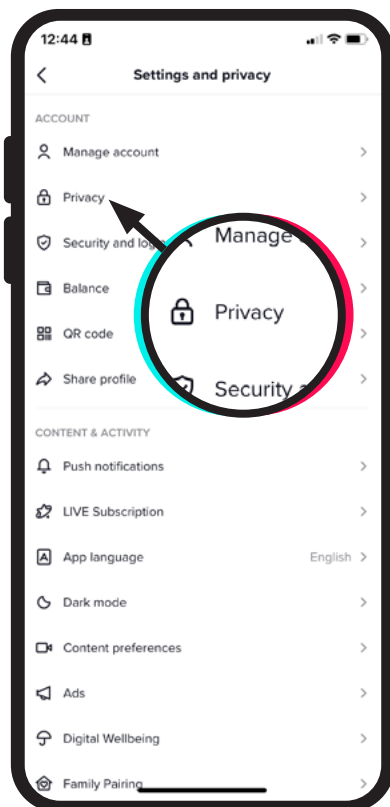 12:44
Settings and privacy
ACCOUNT
Manage account
Privacy
Security and log
Manage
Privacy
Security a
Balance
QR code
Share profile
CONTENT & ACTIVITY
Push notifications
LIVE Subscription
App language English
Dark mode
Content preferences
Ads
Digital Wellbeing
Family Pairing